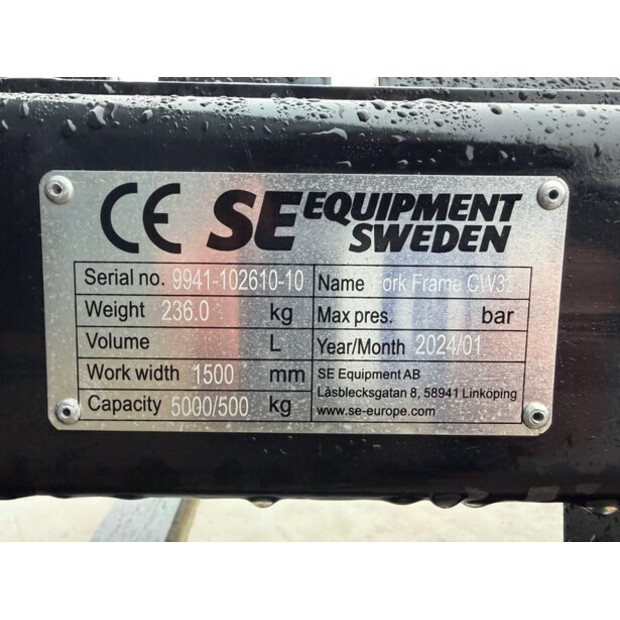 CE SE EQUIPMENT
SWEDEN
Serial no. 9941-102610-10 Name Fork Frame
Weight 236.0 kg Max pres. bar
Volume L Year/Month 2024/01
Work width 1500 mm SE Equipment AB
Låsblecksgatan 8, 58941 Linköping
Capacity 5000/500 kg www.se-europe.com